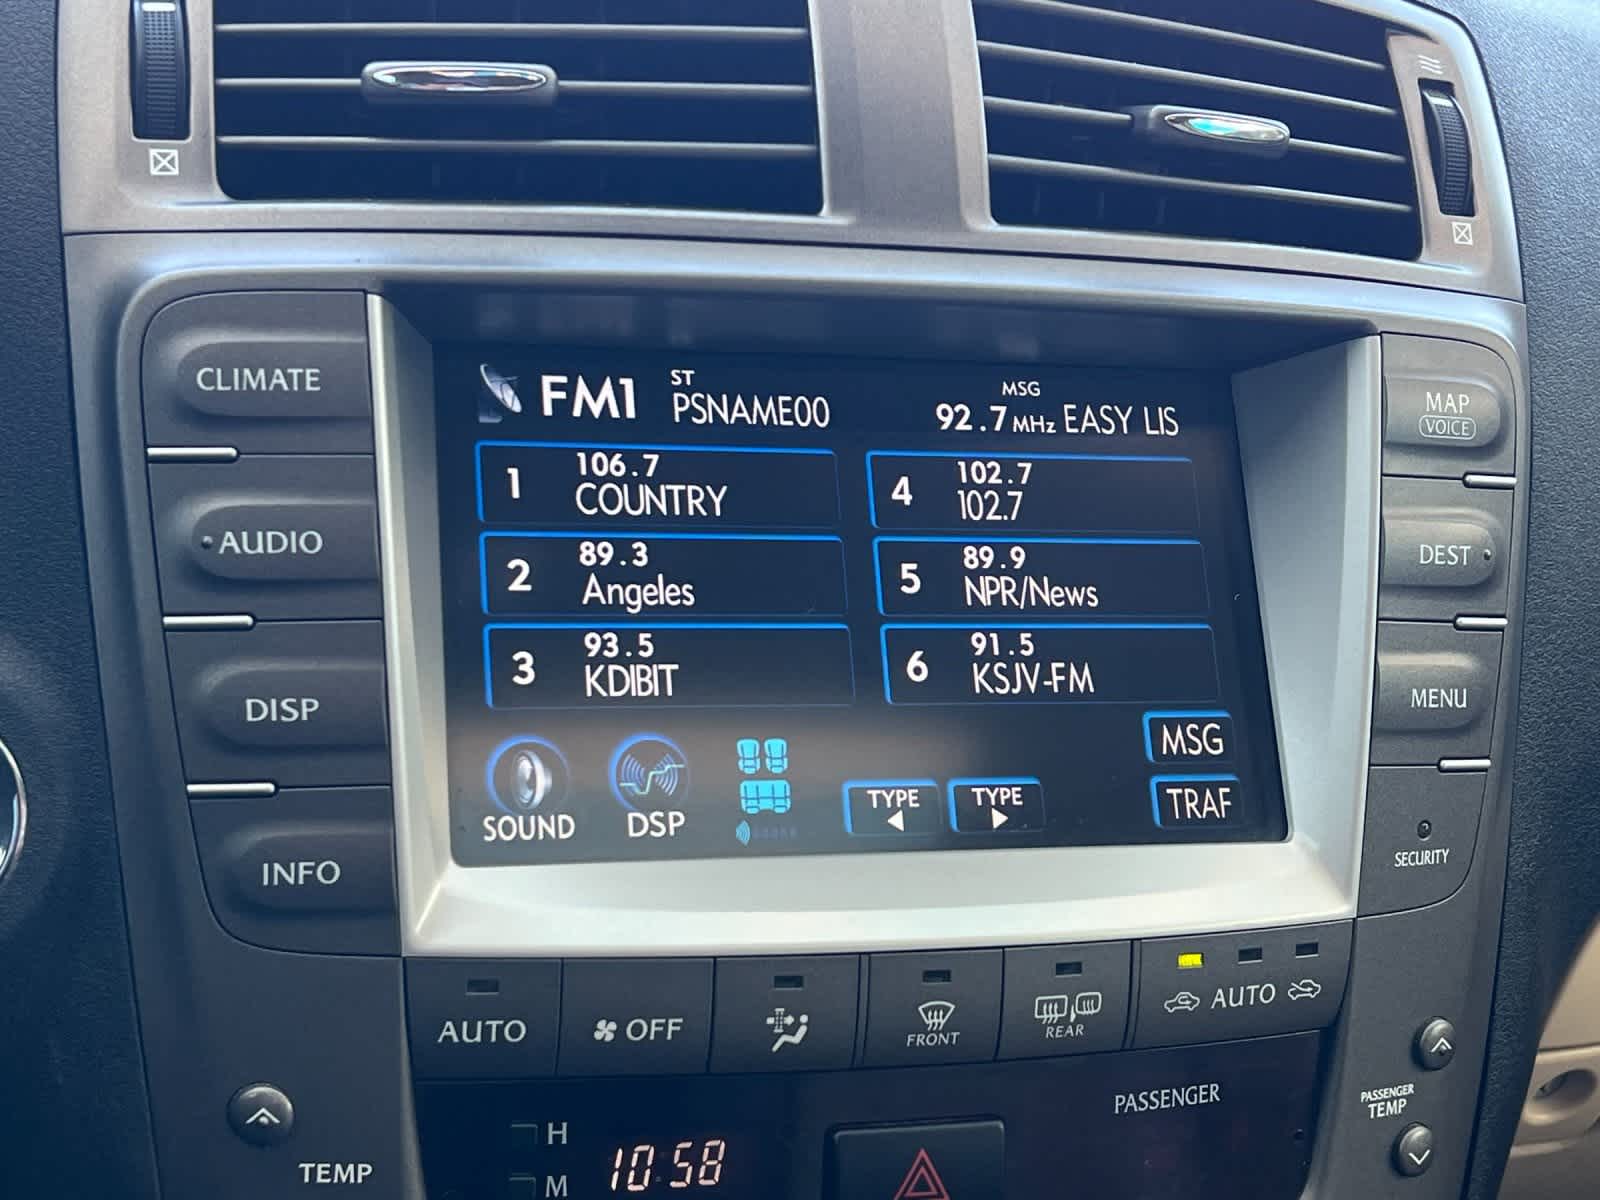 CLIMATE
AUDIO
DISP
INFO
FM1
ST
PSNAME00
MSG
92.7 MHz EASY LIS
1
106.7
COUNTRY
2
89.3
Angeles
3
93.5
KDIBIT
4
102.7
102.7
5
89.9
NPR/News
6
91.5
KSJV-FM
SOUND
DSP
TYPE
TYPE
MSG
TRAF
MAP
VOICE
DEST
MENU
SECURITY
AUTO
OFF
FRONT
REAR
AUTO
TEMP
H
M
10:58
PASSENGER
PASSENGER
TEMP